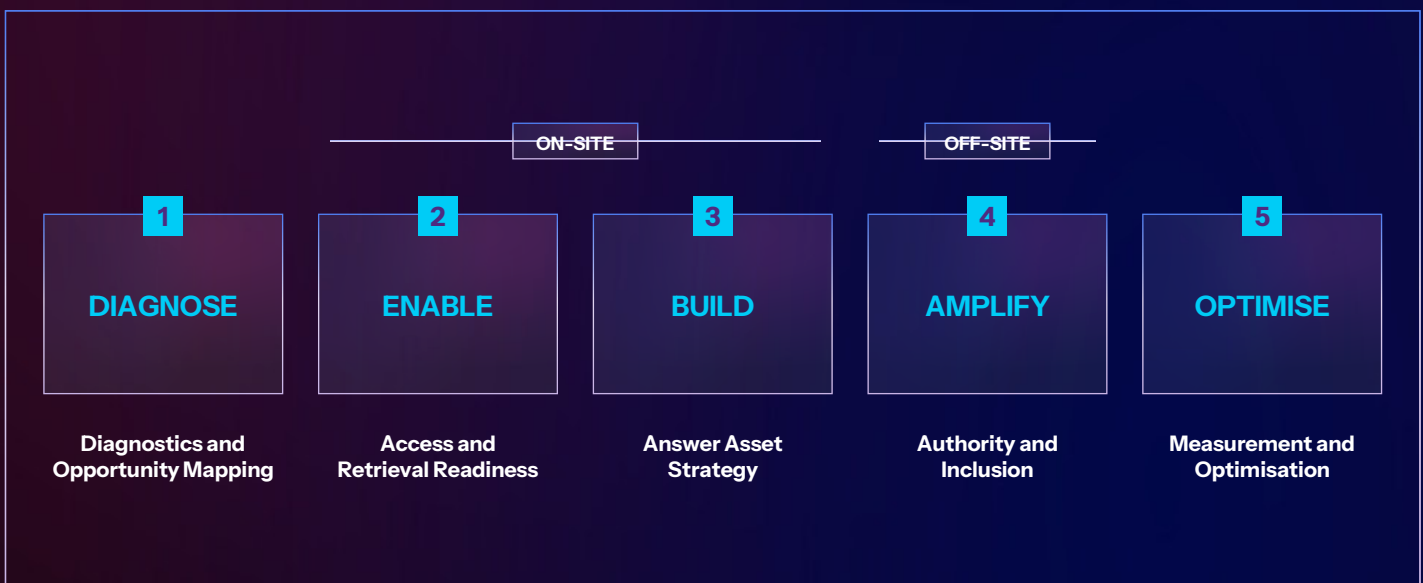 ON-SITE
OFF-SITE
1
2
3
4
5
DIAGNOSE
ENABLE
BUILD
AMPLIFY
OPTIMISE
Diagnostics and
Opportunity Mapping
Access and
Retrieval Readiness
Answer Asset
Strategy
Authority and
Inclusion
Measurement and
Optimisation